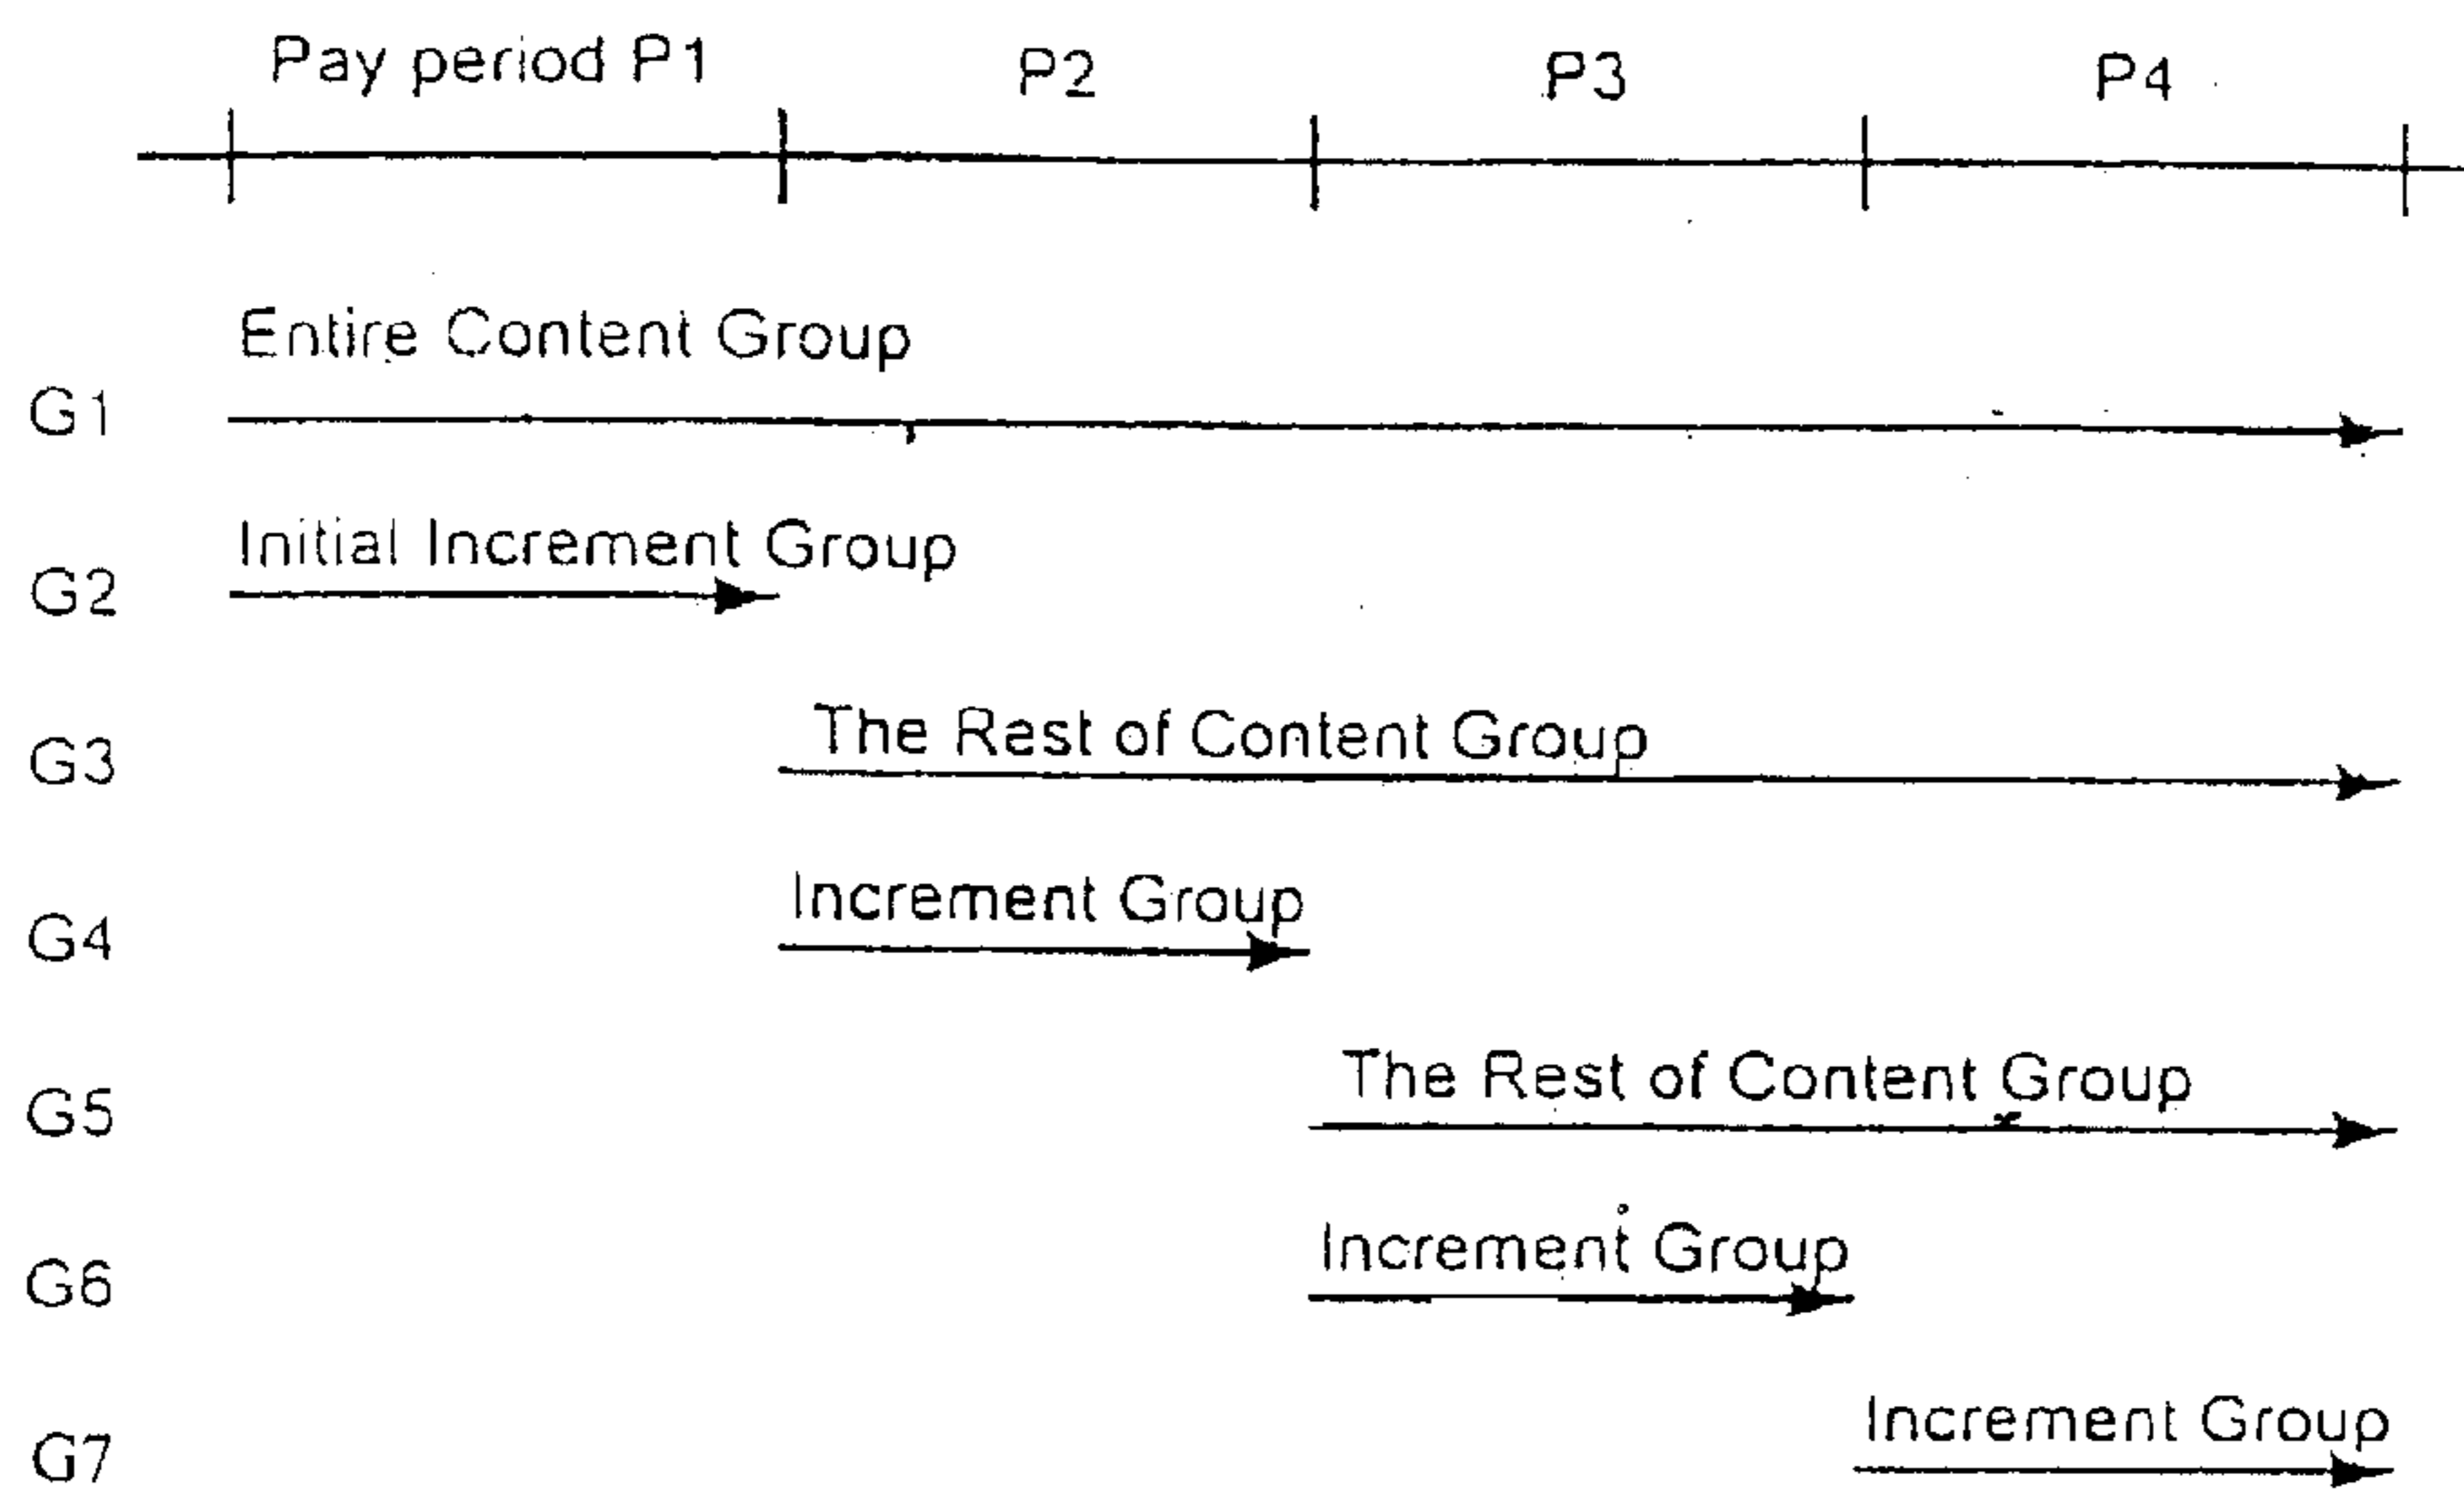 Pay period P1 P2 P3 P4
Entire Content Group
G1
Initial Increment Group
G2
The Rest of Content Group
G3
Increment Group
G4
The Rest of Content Group
G5
Increment Group
G6
Increment Group
G7